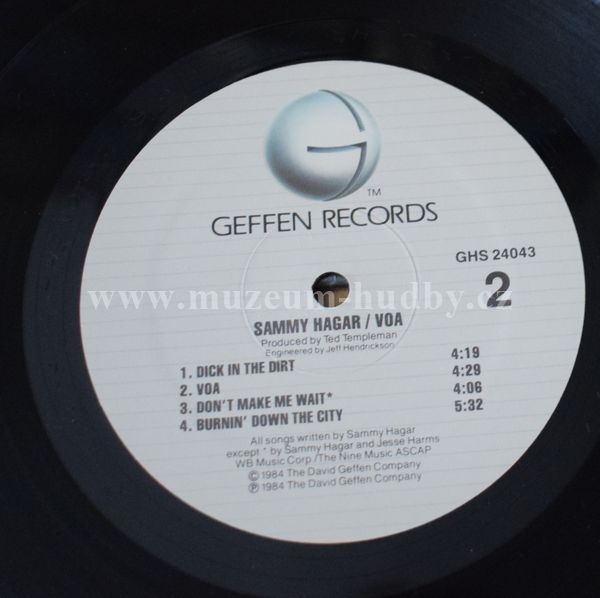 G
TM
GEFFEN RECORDS
GHS 24043
2
www.muzeum-hudby.cz
SAMMY HAGAR / VOA
Produced by Ted Templeman
Engineered by Jeff Hendrickson
1. DICK IN THE DIRT 4:19
2. VOA 4:29
3. DON'T MAKE ME WAIT* 4:06
4. BURNIN' DOWN THE CITY 5:32
All songs written by Sammy Hagar
except * by Sammy Hagar and Jesse Harms
WB Music Corp./The Nine Music ASCAP
© 1984 The David Geffen Company
℗ 1984 The David Geffen Company